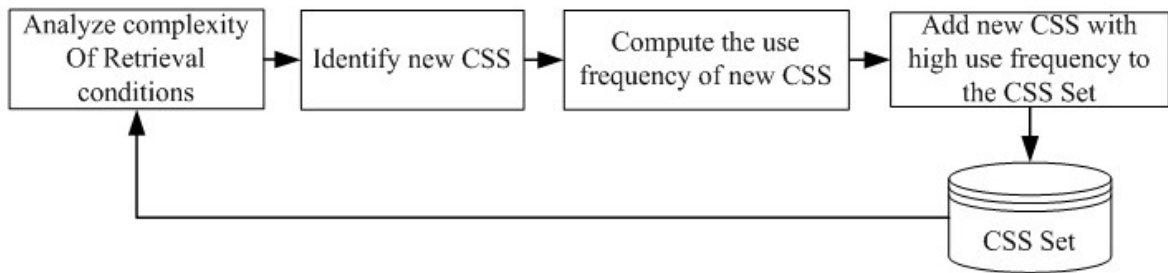 Analyze complexity
Of Retrieval
conditions
Identify new CSS
Compute the use
frequency of new CSS
Add new CSS with
high use frequency to
the CSS Set
CSS Set